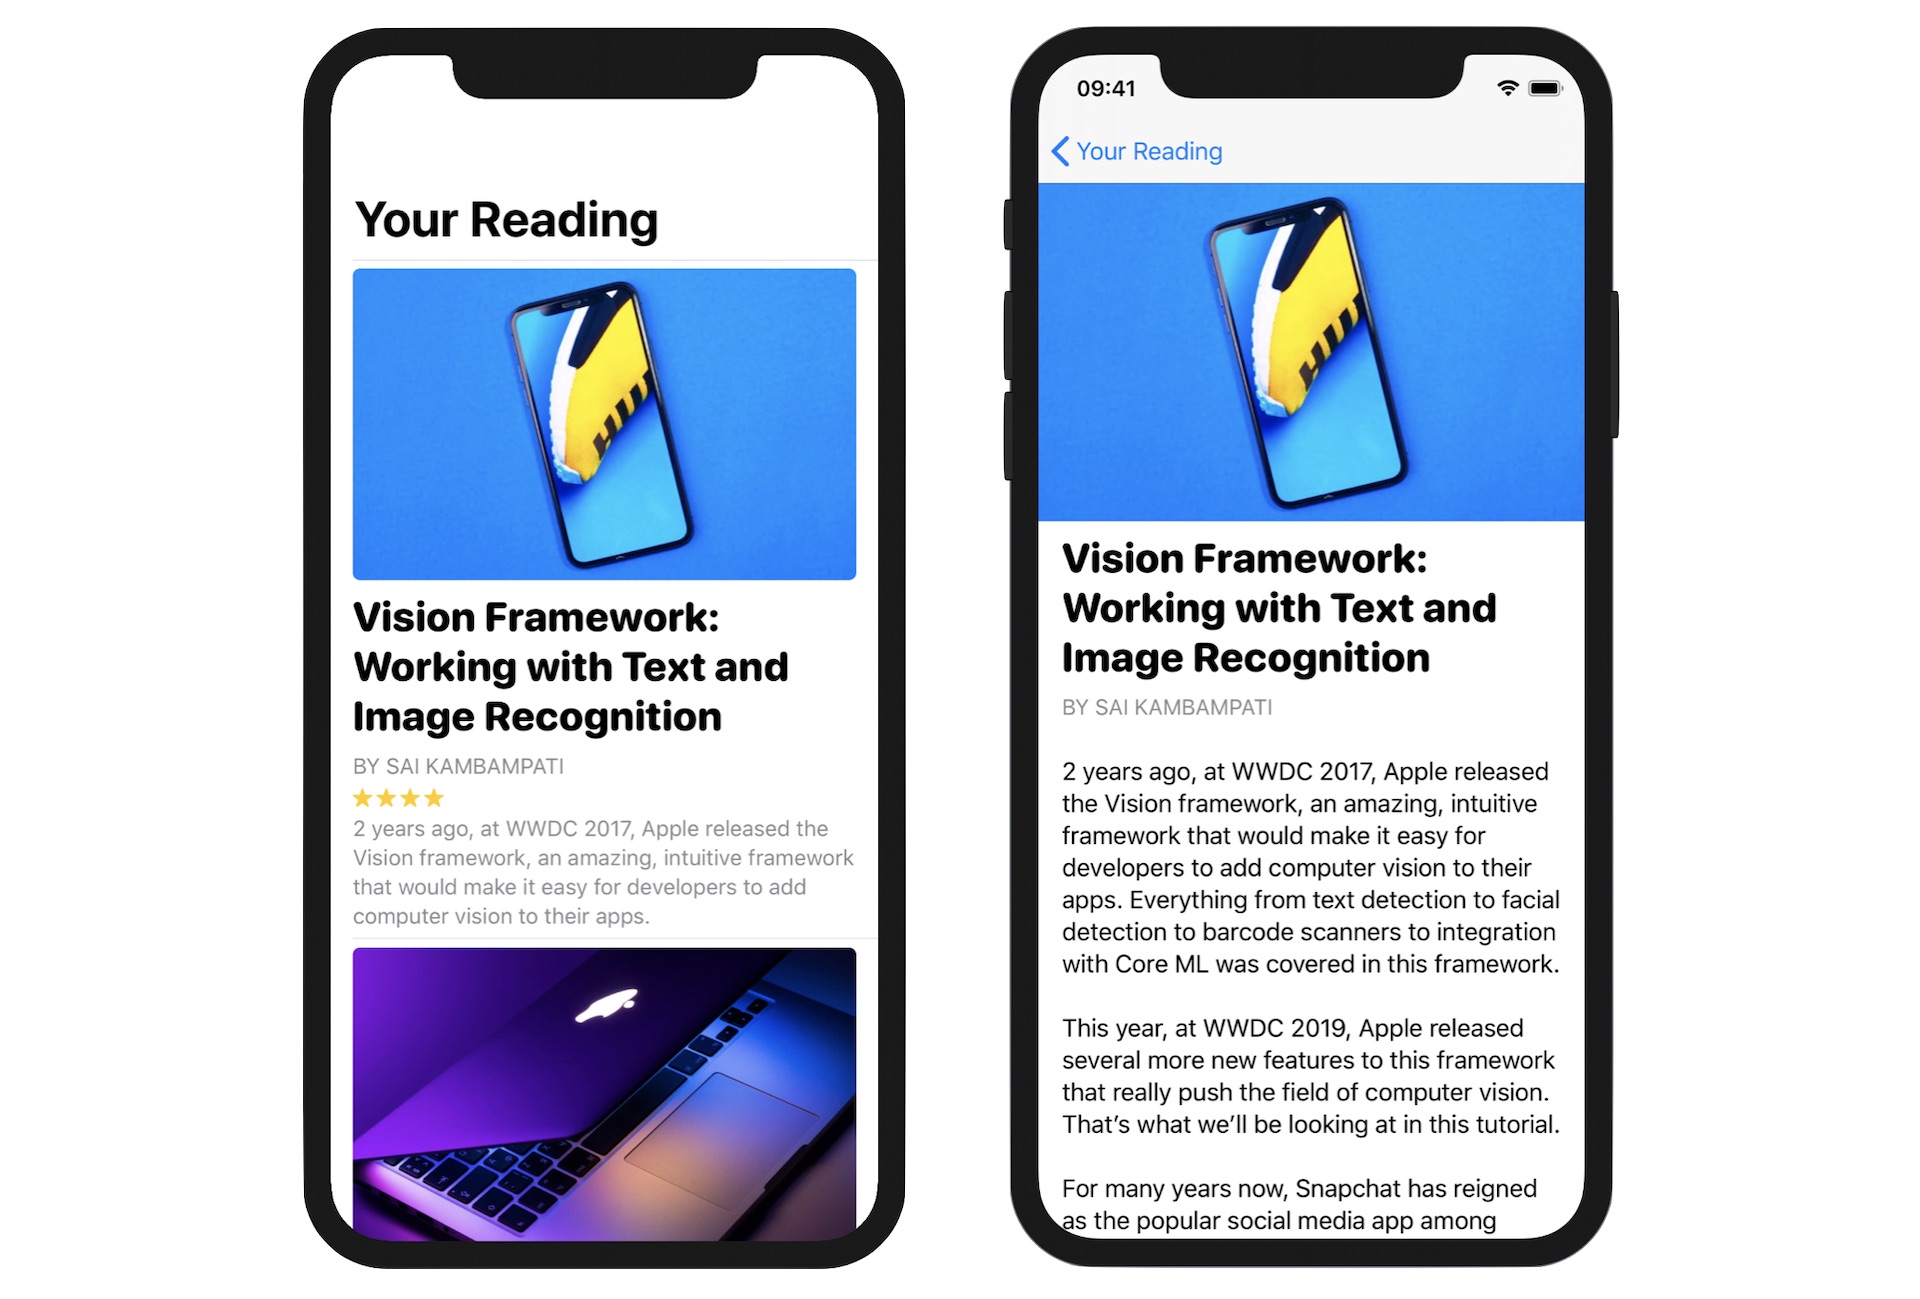 Your Reading
Vision Framework:
Working with Text and
Image Recognition
BY SAI KAMBAMPATI
2 years ago, at WWDC 2017, Apple released the
Vision framework, an amazing, intuitive framework
that would make it easy for developers to add
computer vision to their apps.
09:41
Your Reading
Vision Framework:
Working with Text and
Image Recognition
BY SAI KAMBAMPATI
2 years ago, at WWDC 2017, Apple released
the Vision framework, an amazing, intuitive
framework that would make it easy for
developers to add computer vision to their
apps. Everything from text detection to facial
detection to barcode scanners to integration
with Core ML was covered in this framework.
This year, at WWDC 2019, Apple released
several more new features to this framework
that really push the field of computer vision.
That’s what we’ll be looking at in this tutorial.
For many years now, Snapchat has reigned
as the popular social media app among